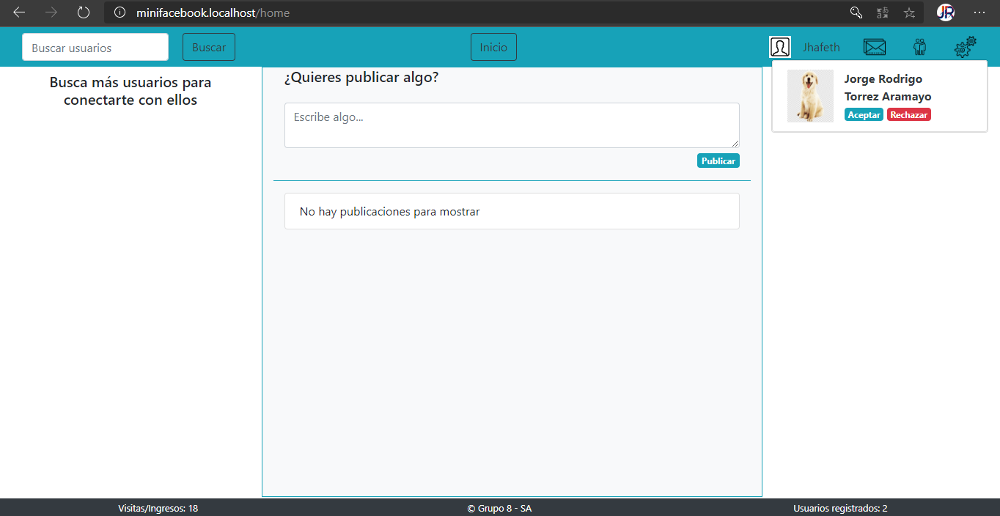 minifacebook.localhost/home
JR
Buscar usuarios
Buscar
Inicio
Jhafeth
Busca más usuarios para
conectarte con ellos
¿Quieres publicar algo?
Escribe algo...
Publicar
No hay publicaciones para mostrar
Jorge Rodrigo
Torrez Aramayo
Aceptar Rechazar
Visitas/Ingresos: 18
© Grupo 8 - SA
Usuarios registrados: 2